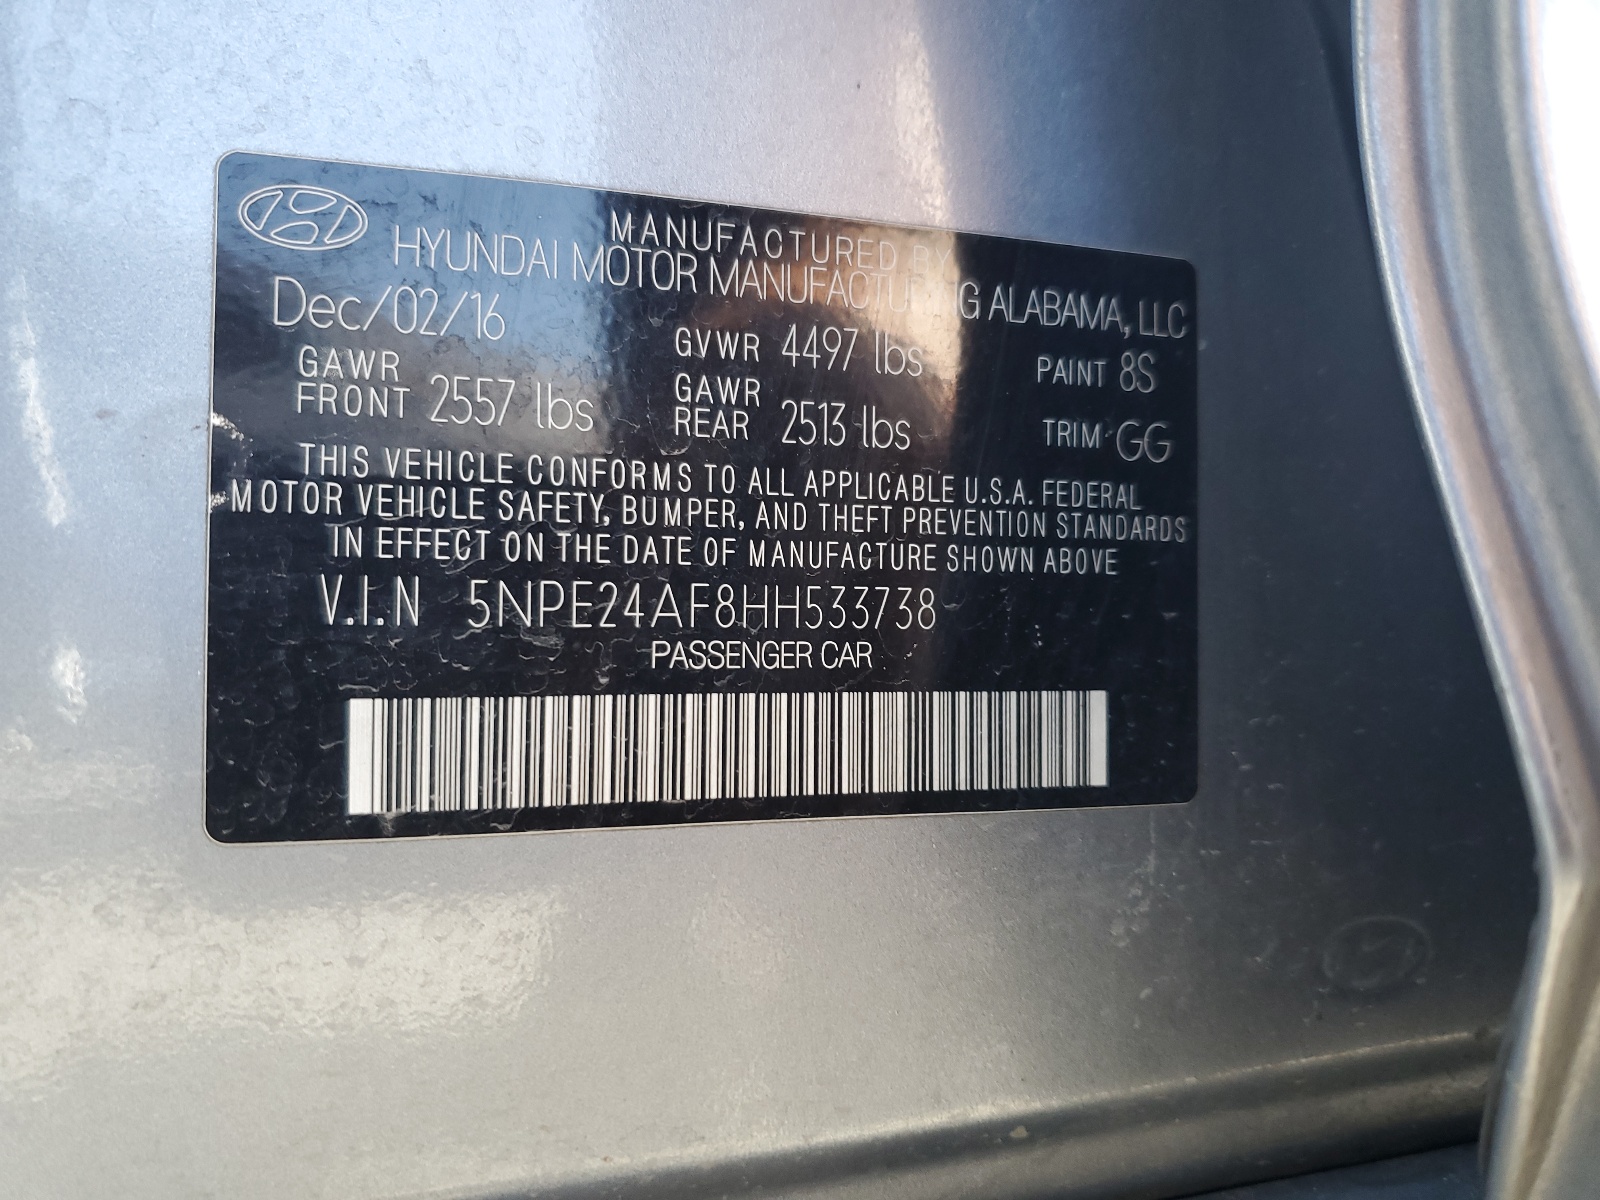 MANUFACTURED BY
HYUNDAI MOTOR MANUFACTURING ALABAMA, LLC
Dec/02/16
GVWR 4497 lbs
PAINT 8S
GAWR FRONT 2557 lbs
GAWR REAR 2513 lbs
TRIM GG
THIS VEHICLE CONFORMS TO ALL APPLICABLE U.S.A. FEDERAL
MOTOR VEHICLE SAFETY, BUMPER, AND THEFT PREVENTION STANDARDS
IN EFFECT ON THE DATE OF MANUFACTURE SHOWN ABOVE
V.I.N 5NPE24AF8HH533738
PASSENGER CAR